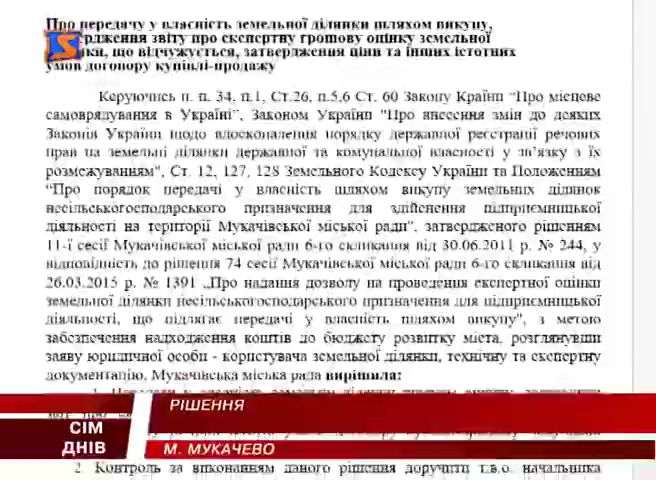 Про передачу у власність земельної ділянки шляхом викупу,
вердження звіту про експертну грошову оцінку земельної
ки, що відчужується, затвердження ціни та інших істотних
умов договору купівлі-продажу
Керуючись п. п. 34, п.1, Ст.26, п.5,6 Ст. 60 Закону Країни "Про місцеве
самоврядування в Україні", Законом України "Про внесення змін до деяких
Законів України щодо вдосконалення порядку державної реєстрації речових
прав на земельні ділянки державної та комунальної власності у зв'язку з їх
розмежуванням", Ст. 12, 127, 128 Земельного Кодексу України та Положенням
"Про порядок передачі у власність шляхом викупу земельних ділянок
несільськогосподарського призначення для здійснення підприємницької
діяльності на території Мукачівської міської ради", затвердженого рішенням
11-ї сесії Мукачівської міської ради 6-го скликання від 30.06.2011 р. № 244, у
відповідність до рішення 74 сесії Мукачівської міської ради 6-го скликання від
26.03.2015 р. № 1391 „Про надання дозволу на проведення експертної оцінки
земельної ділянки несільськогосподарського призначення для підприємницької
діяльності, що підлягає передачі у власність шляхом викупу", з метою
забезпечення надходження коштів до бюджету розвитку міста, розглянувши
заяву юридичної особи - користувача земельної ділянки, технічну та експертну
документацію, Мукачівська міська рада вирішила:
РІШЕННЯ
СІМ
ДНІВ
М. МУКАЧЕВО
2. Контроль за виконанням даного рішення доручити т.в.о. начальника